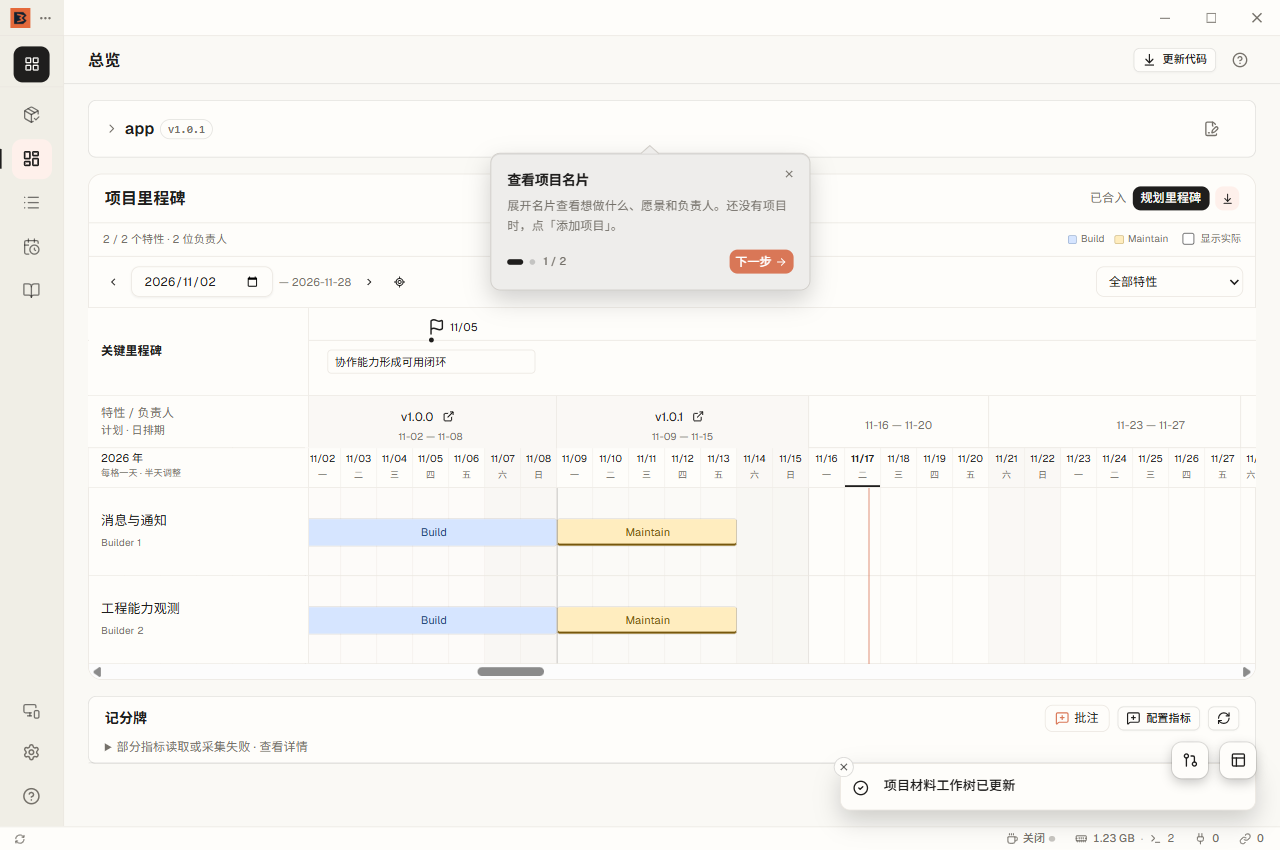 总览
更新代码
app v1.0.1
查看项目名片
展开名片查看想做什么、愿景和负责人。还没有项目
时，点「添加项目」。
1 / 2
下一步
项目里程碑
已合入
规划里程碑
2 / 2 个特性 · 2 位负责人
Build
Maintain
显示实际
2026/11/02
— 2026-11-28
全部特性
关键里程碑
11/05
协作能力形成可用闭环
特性 / 负责人
计划 · 日排期
v1.0.0
11-02 — 11-08
v1.0.1
11-09 — 11-15
11-16 — 11-20
11-23 — 11-27
2026 年
每格一天 · 半天调整
11/02 11/03 11/04 11/05 11/06 11/07 11/08 11/09 11/10 11/11 11/12 11/13 11/14 11/15 11/16 11/17 11/18 11/19 11/20 11/21 11/22 11/23 11/24 11/25 11/26 11/27 11/
一 二 三 四 五 六 日 一 二 三 四 五 六 日 一 二 三 四 五 六 日 一 二 三 四 五 六
消息与通知
Builder 1
Build
Maintain
工程能力观测
Builder 2
Build
Maintain
记分牌
批注
配置指标
部分指标读取或采集失败 · 查看详情
项目材料工作树已更新
关闭
1.23 GB · 2
0
0